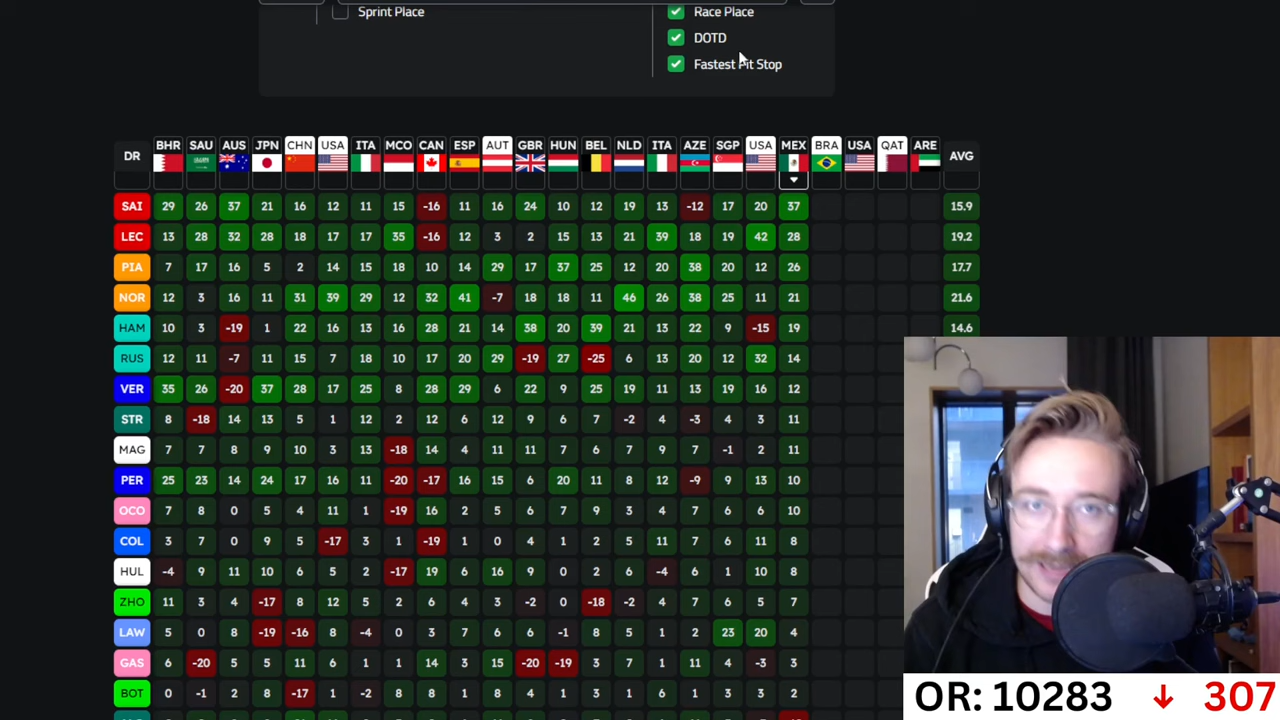 Sprint Place
Race Place
DOTD
Fastest Pit Stop
DR BHR SAU AUS JPN CHN USA ITA MCO CAN ESP AUT GBR HUN BEL NLD ITA AZE SGP USA MEX BRA USA QAT ARE AVG
SAI 29 26 37 21 16 12 11 15 -16 11 16 24 10 12 19 13 -12 17 20 37 15.9
LEC 13 28 32 28 18 17 17 35 -16 12 3 2 15 13 21 39 18 19 42 28 19.2
PIA 7 17 16 5 2 14 15 18 10 14 29 17 37 25 12 20 38 20 12 26 17.7
NOR 12 3 16 11 31 39 29 12 32 41 -7 18 18 11 46 26 38 25 11 21 21.6
HAM 10 3 -19 1 22 16 13 16 28 21 14 38 20 39 21 13 22 9 -15 19 14.6
RUS 12 11 -7 11 15 7 18 10 17 20 29 -19 27 -25 6 13 20 12 32 14
VER 35 26 -20 37 28 17 25 8 28 29 6 22 9 25 19 11 13 19 16 12
STR 8 -18 14 13 5 1 12 2 12 6 12 9 6 7 -2 4 -3 4 3 11
MAG 7 7 8 9 10 3 13 -18 14 4 11 11 7 6 7 9 7 -1 2 11
PER 25 23 14 24 17 16 11 -20 -17 16 15 6 20 11 8 12 -9 9 13 10
OCO 7 8 0 5 4 11 1 -19 16 2 5 6 7 9 3 4 7 6 6 10
COL 3 7 0 9 5 -17 3 1 -19 1 0 4 1 2 5 11 7 6 11 8
HUL -4 9 11 10 6 5 2 -17 19 6 16 9 0 2 6 -4 6 1 10 8
ZHO 11 3 4 -17 8 12 5 2 6 4 3 -2 0 -18 -2 4 7 6 5 7
LAW 5 0 8 -19 -16 8 -4 0 3 7 6 6 -1 8 5 1 2 23 20 4
GAS 6 -20 5 5 11 6 1 1 14 3 15 -20 -19 3 7 1 11 4 -3 3
BOT 0 -1 2 8 -17 1 -2 8 8 1 8 4 1 3 1 6 1 3 3 2
OR: 10283 ↓ 307